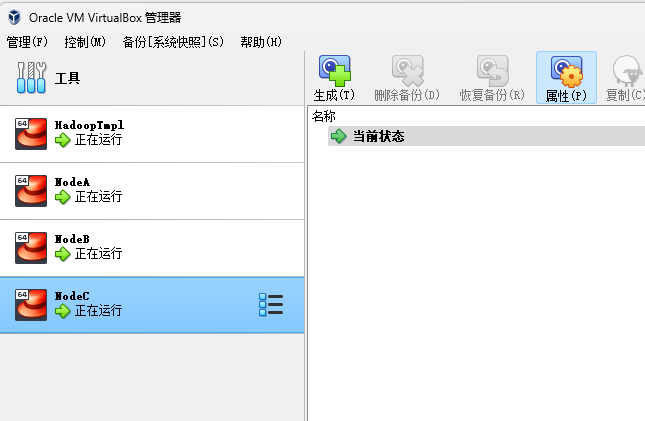 Oracle VM VirtualBox 管理器
管理(F) 控制(M) 备份[系统快照](S) 帮助(H)
工具
生成(T) 删除备份(D) 恢复备份(R) 属性(P) 复制(C
名称
当前状态
64 HadoopTmpl
正在运行
64 NodeA
正在运行
64 NodeB
正在运行
64 NodeC
正在运行